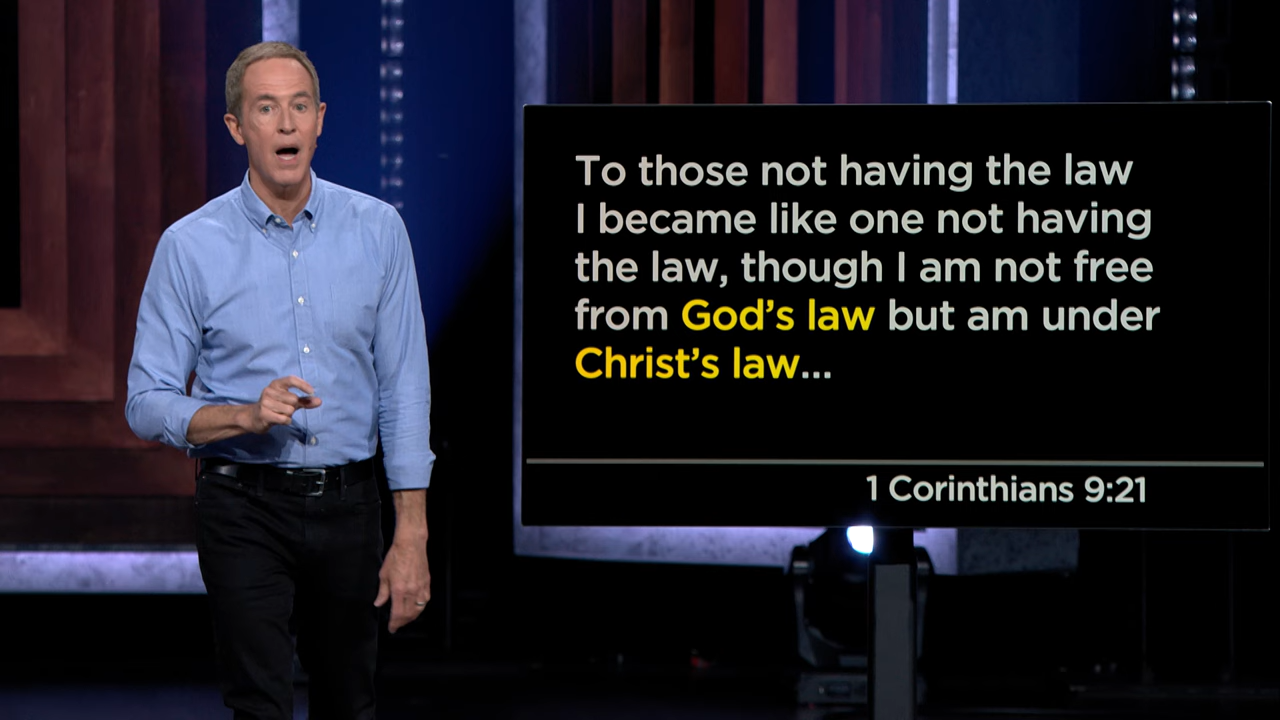 To those not having the law
I became like one not having
the law, though I am not free
from God’s law but am under
Christ’s law...
1 Corinthians 9:21